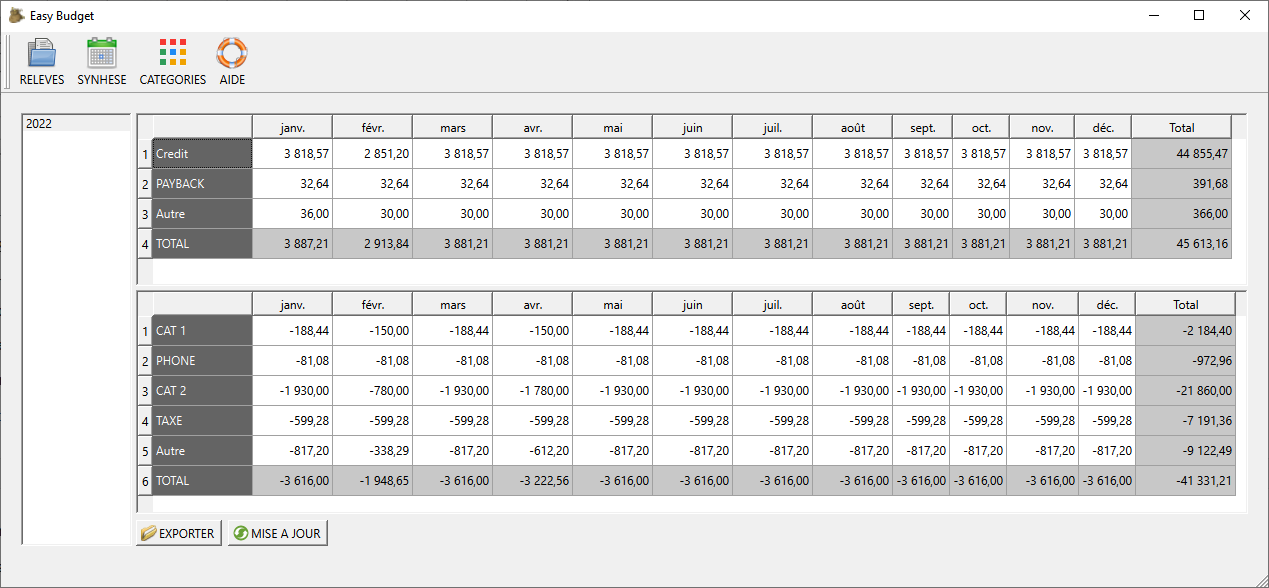 Easy Budget
RELEVES SYNHESE CATEGORIES AIDE
2022
janv. févr. mars avr. mai juin juil. août sept. oct. nov. déc. Total
1 Credit 3 818,57 2 851,20 3 818,57 3 818,57 3 818,57 3 818,57 3 818,57 3 818,57 3 818,57 3 818,57 3 818,57 3 818,57 44 855,47
2 PAYBACK 32,64 32,64 32,64 32,64 32,64 32,64 32,64 32,64 32,64 32,64 32,64 32,64 391,68
3 Autre 36,00 30,00 30,00 30,00 30,00 30,00 30,00 30,00 30,00 30,00 30,00 30,00 366,00
4 TOTAL 3 887,21 2 913,84 3 881,21 3 881,21 3 881,21 3 881,21 3 881,21 3 881,21 3 881,21 3 881,21 3 881,21 3 881,21 45 613,16
janv. févr. mars avr. mai juin juil. août sept. oct. nov. déc. Total
1 CAT 1 -188,44 -150,00 -188,44 -150,00 -188,44 -188,44 -188,44 -188,44 -188,44 -188,44 -188,44 -188,44 -2 184,40
2 PHONE -81,08 -81,08 -81,08 -81,08 -81,08 -81,08 -81,08 -81,08 -81,08 -81,08 -81,08 -81,08 -972,96
3 CAT 2 -1 930,00 -780,00 -1 930,00 -1 780,00 -1 930,00 -1 930,00 -1 930,00 -1 930,00 -1 930,00 -1 930,00 -1 930,00 -1 930,00 -21 860,00
4 TAXE -599,28 -599,28 -599,28 -599,28 -599,28 -599,28 -599,28 -599,28 -599,28 -599,28 -599,28 -599,28 -7 191,36
5 Autre -817,20 -338,29 -817,20 -612,20 -817,20 -817,20 -817,20 -817,20 -817,20 -817,20 -817,20 -817,20 -9 122,49
6 TOTAL -3 616,00 -1 948,65 -3 616,00 -3 222,56 -3 616,00 -3 616,00 -3 616,00 -3 616,00 -3 616,00 -3 616,00 -3 616,00 -3 616,00 -41 331,21
EXPORTER MISE A JOUR